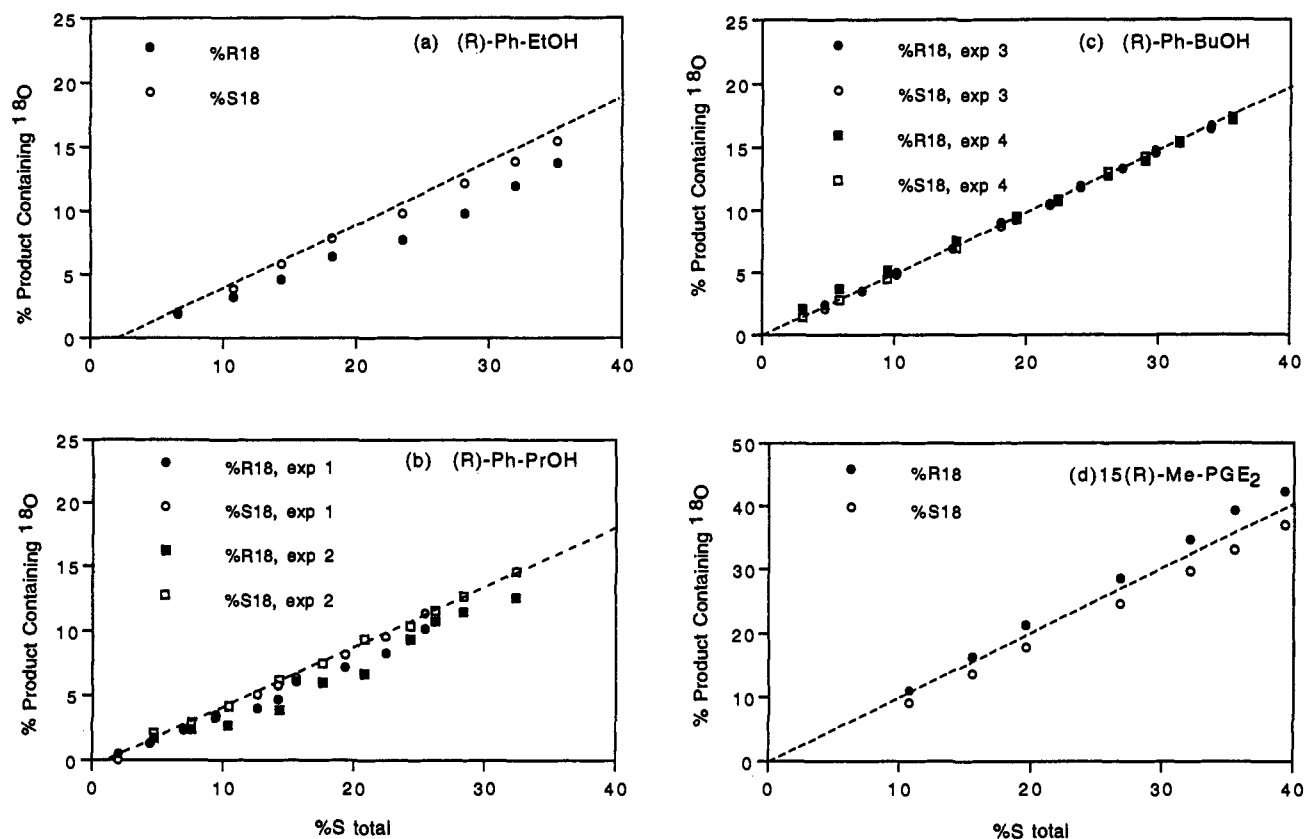 (a) (R)-Ph-EtOH
%R18
%S18
% Product Containing 18O
25
20
15
10
5
0
0 10 20 30 40
(c) (R)-Ph-BuOH
%R18, exp 3
%S18, exp 3
%R18, exp 4
%S18, exp 4
% Product Containing 18O
25
20
15
10
5
0
0 10 20 30 40
(b) (R)-Ph-PrOH
%R18, exp 1
%S18, exp 1
%R18, exp 2
%S18, exp 2
% Product Containing 18O
25
20
15
10
5
0
0 10 20 30 40
%S total
(d)15(R)-Me-PGE2
%R18
%S18
% Product Containing 18O
50
40
30
20
10
0
0 10 20 30 40
%S total